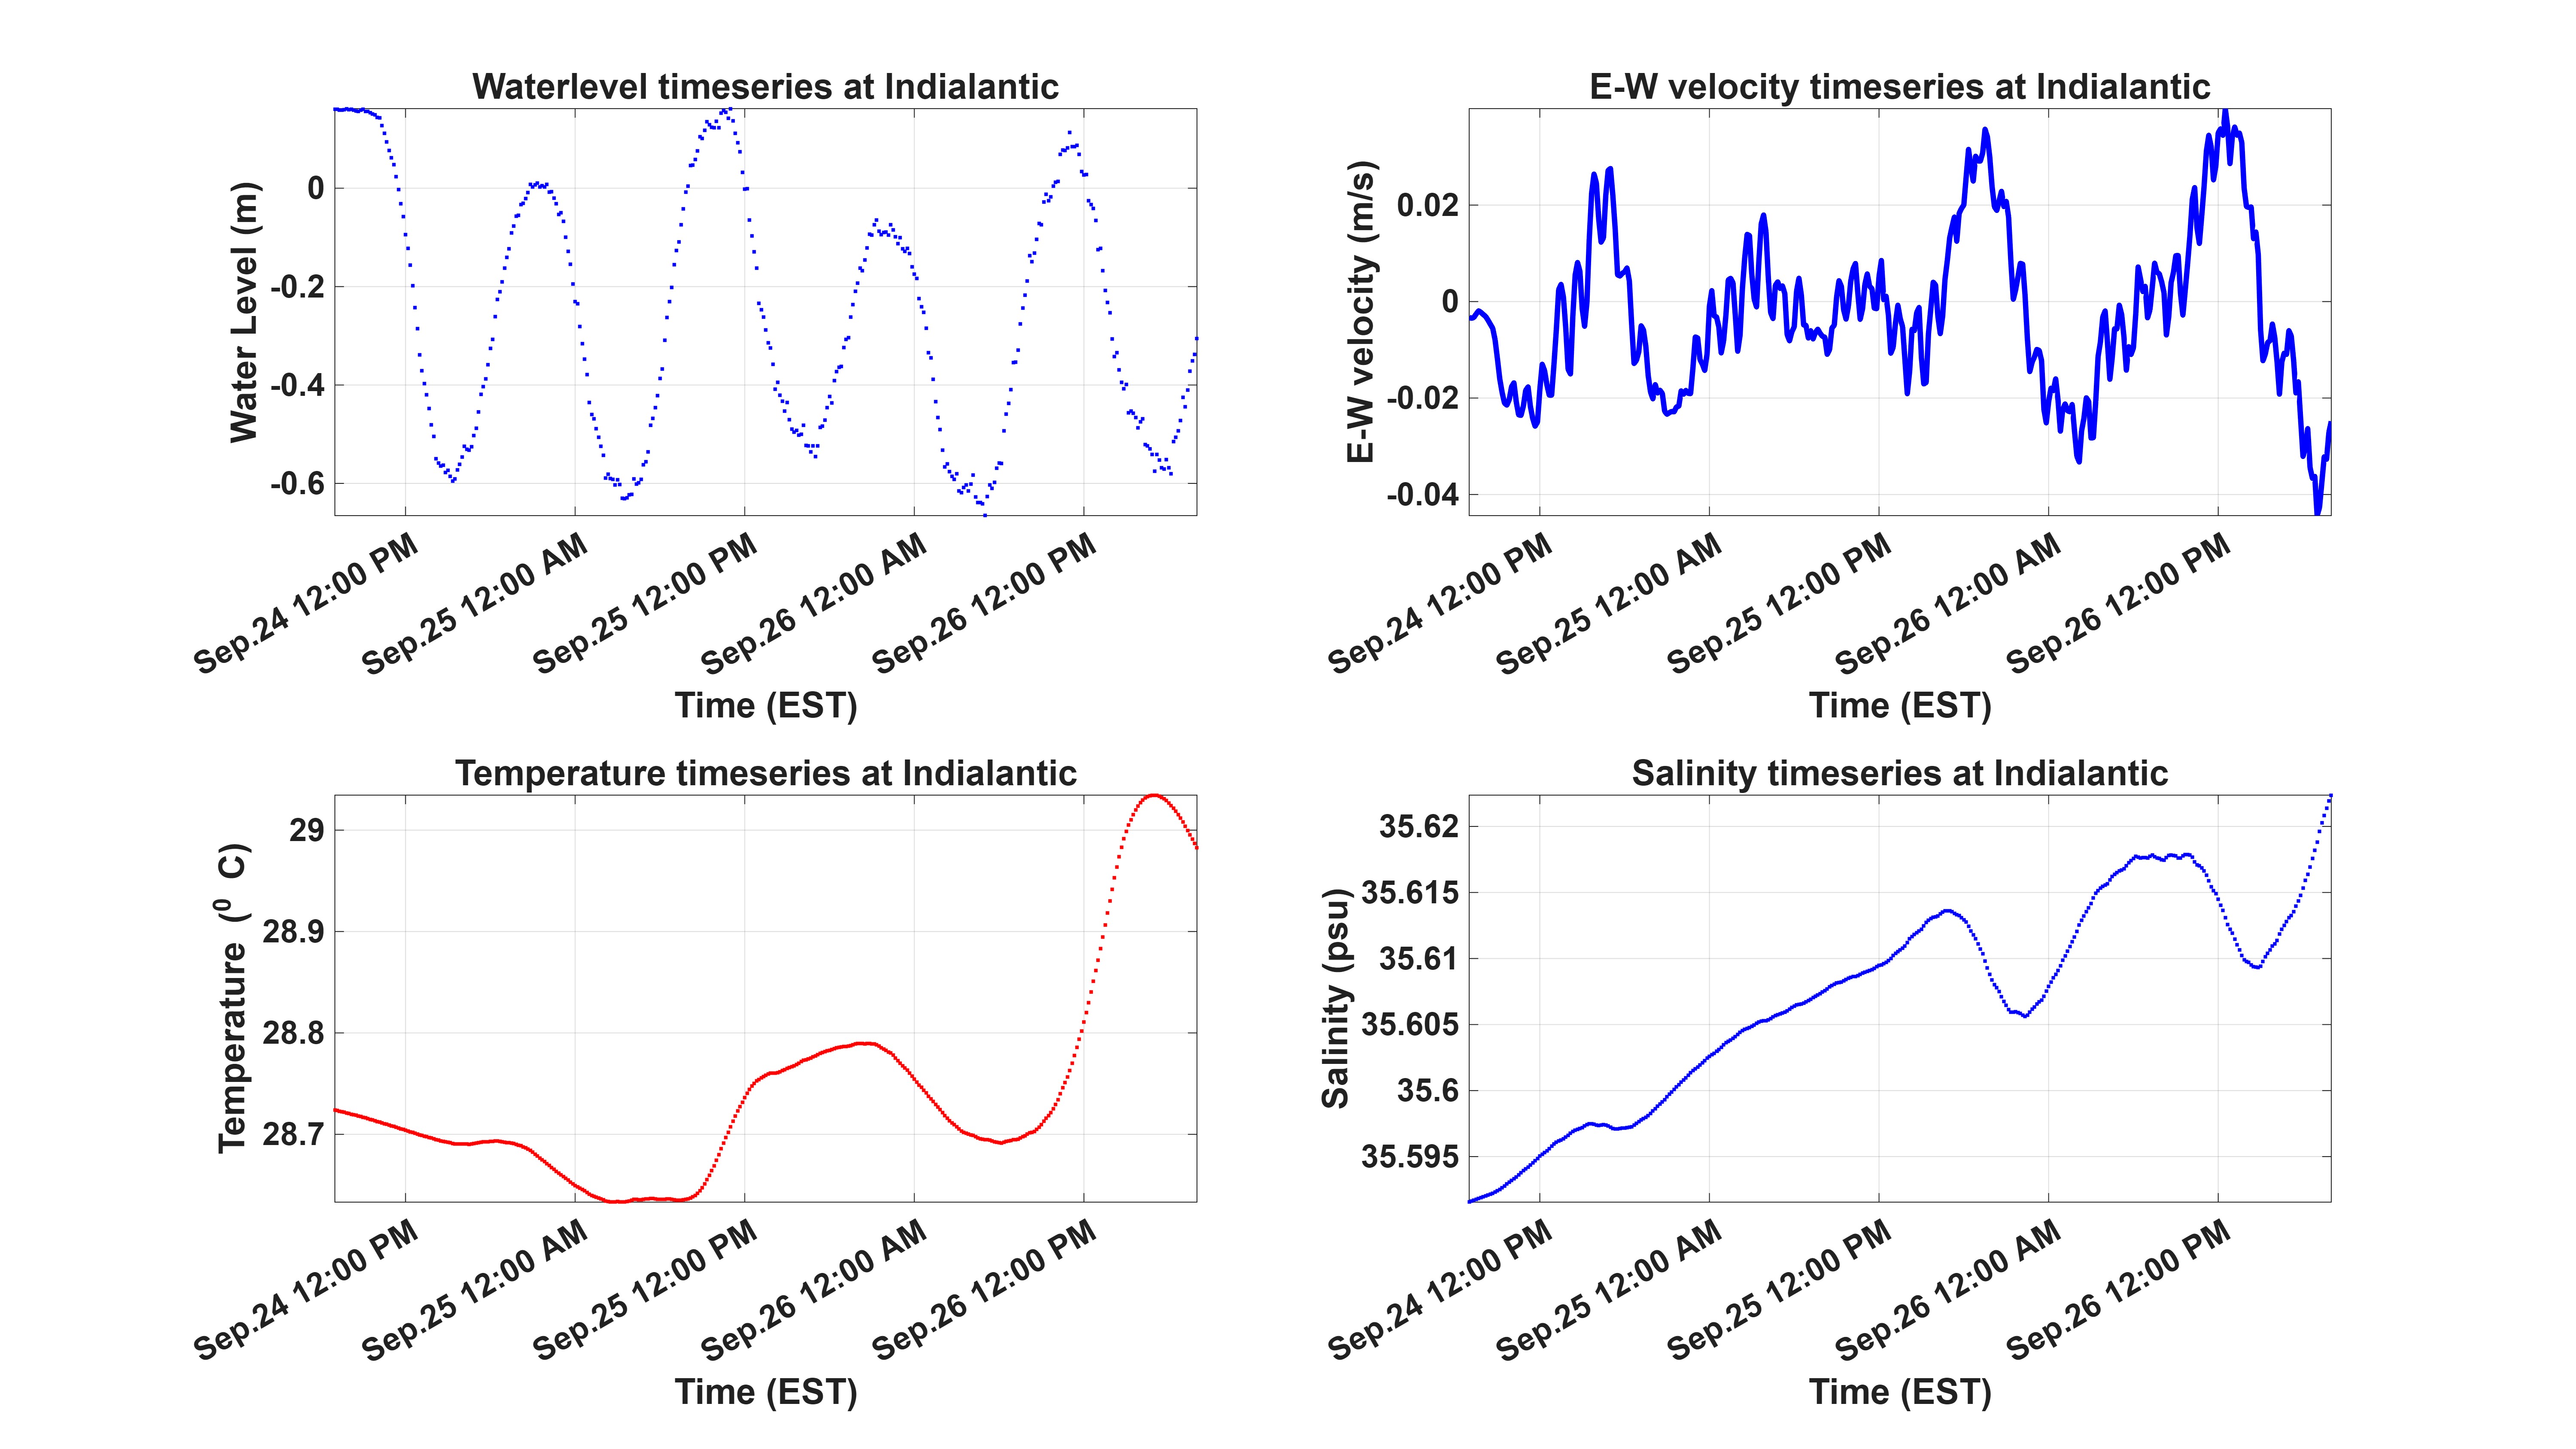 Waterlevel timeseries at Indialantic
Water Level (m)
0
-0.2
-0.4
-0.6
Sep.24 12:00 PM
Sep.25 12:00 AM
Sep.25 12:00 PM
Sep.26 12:00 AM
Sep.26 12:00 PM
Time (EST)
E-W velocity timeseries at Indialantic
E-W velocity (m/s)
0.02
0
-0.02
-0.04
Sep.24 12:00 PM
Sep.25 12:00 AM
Sep.25 12:00 PM
Sep.26 12:00 AM
Sep.26 12:00 PM
Time (EST)
Temperature timeseries at Indialantic
Temperature (⁰ C)
29
28.9
28.8
28.7
Sep.24 12:00 PM
Sep.25 12:00 AM
Sep.25 12:00 PM
Sep.26 12:00 AM
Sep.26 12:00 PM
Time (EST)
Salinity timeseries at Indialantic
Salinity (psu)
35.62
35.615
35.61
35.605
35.6
35.595
Sep.24 12:00 PM
Sep.25 12:00 AM
Sep.25 12:00 PM
Sep.26 12:00 AM
Sep.26 12:00 PM
Time (EST)